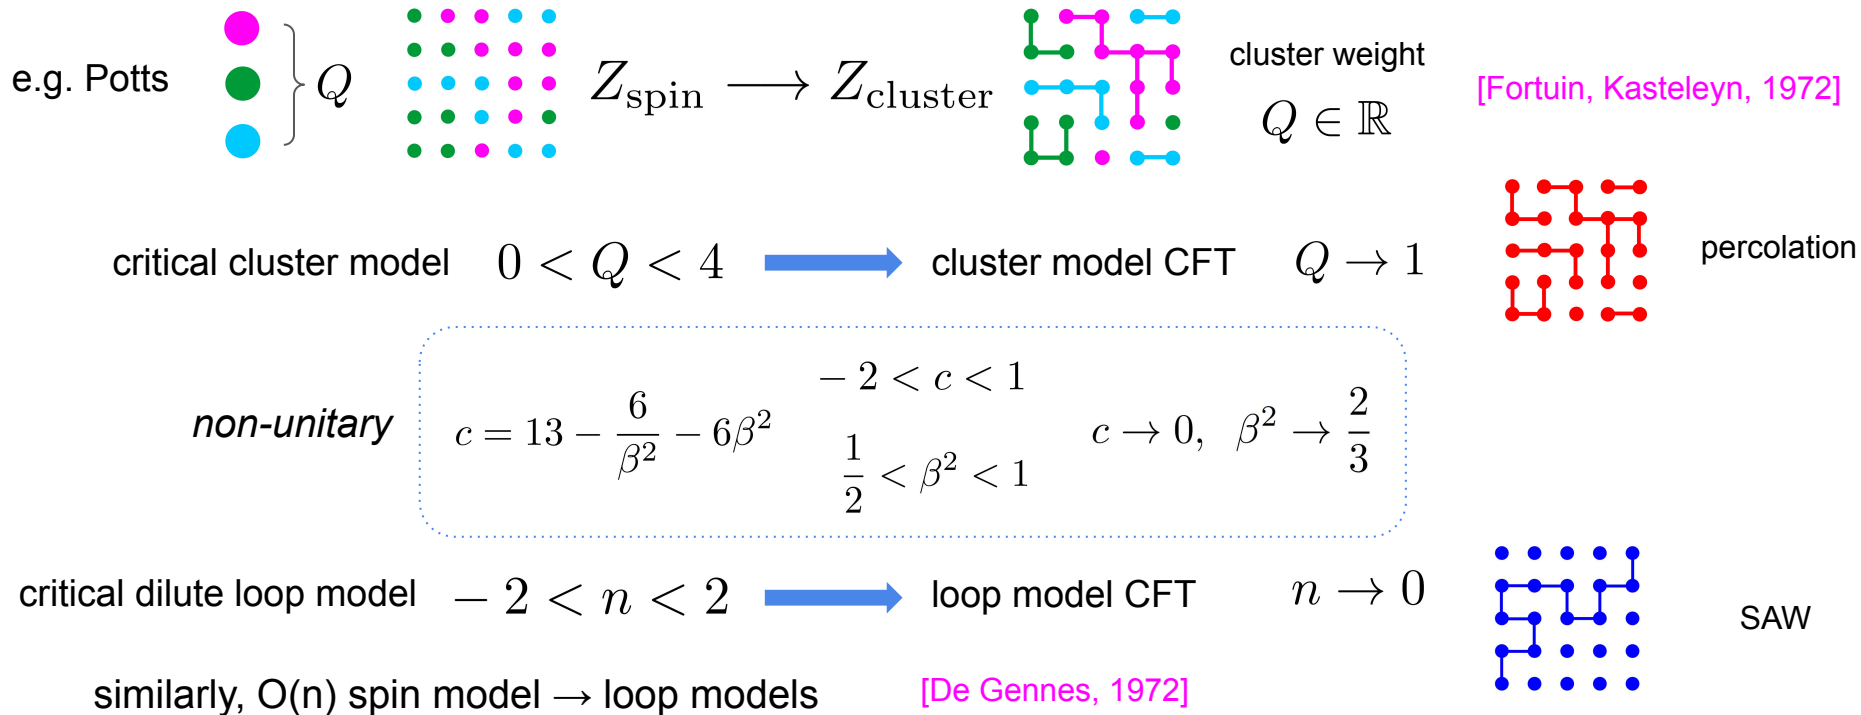 e.g. Potts } Q Z_spin ⟶ Z_cluster cluster weight Q ∈ ℝ [Fortuin, Kasteleyn, 1972]
critical cluster model 0 < Q < 4 cluster model CFT Q → 1 percolation
non-unitary c = 13 − 6/β² − 6β² − 2 < c < 1 1/2 < β² < 1 c → 0, β² → 2/3
critical dilute loop model − 2 < n < 2 loop model CFT n → 0 SAW
similarly, O(n) spin model → loop models [De Gennes, 1972]